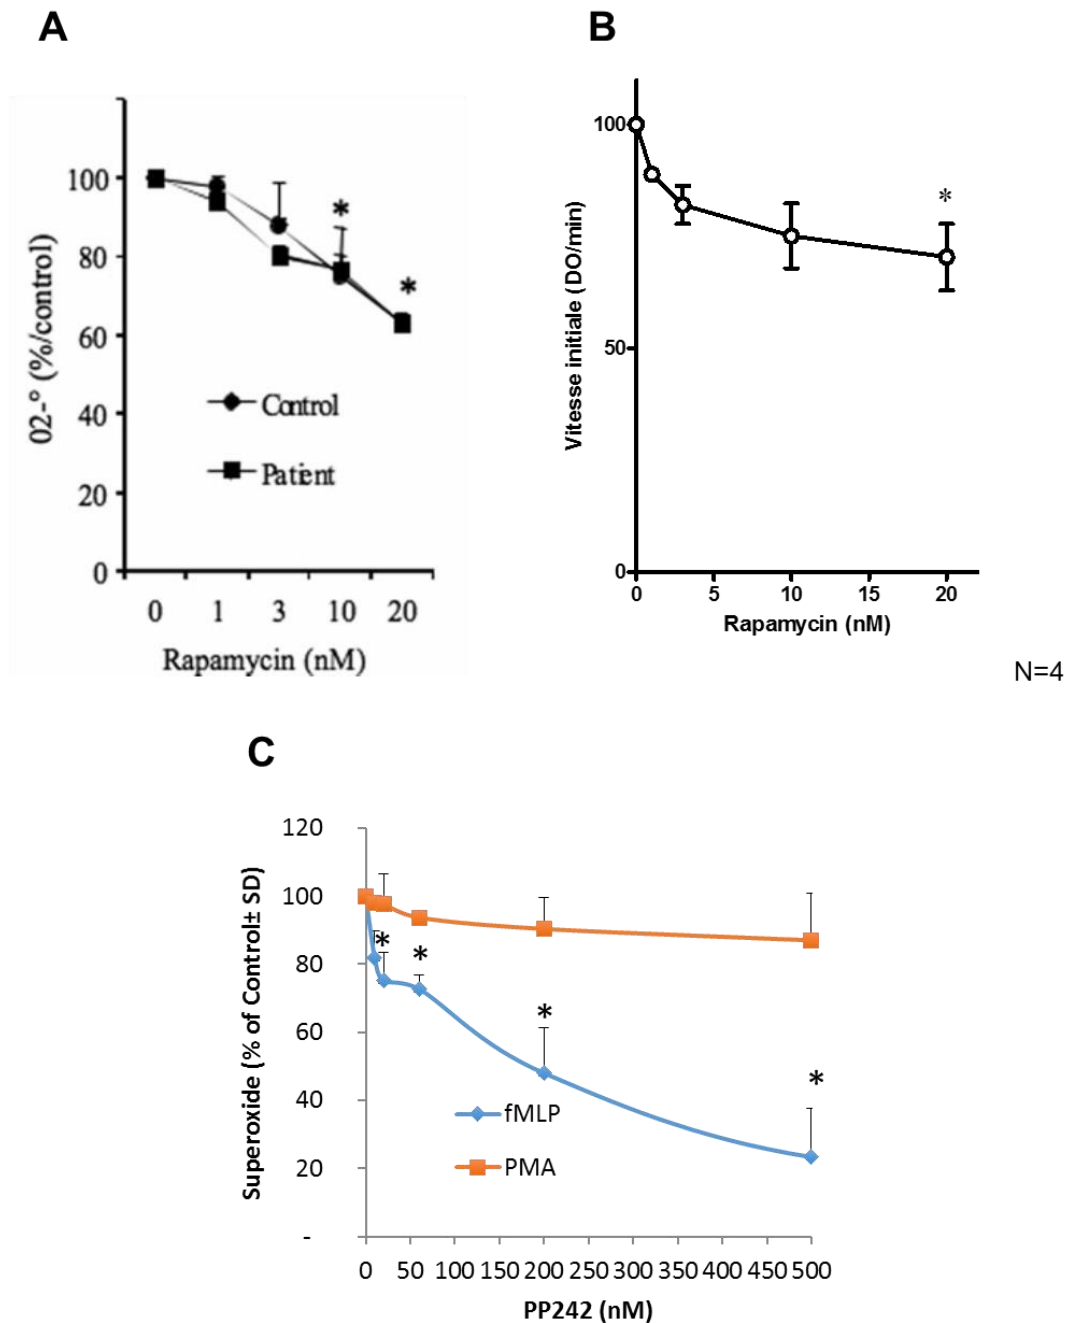 A
B
100
80
60
40
20
0
02-° (%/control)
*
*
Control
Patient
0 1 3 10 20
Rapamycin (nM)
100
50
0
Vitesse initiale (DO/min)
*
0 5 10 15 20
Rapamycin (nM)
N=4
C
120
100
80
60
40
20
-
Superoxide (% of Control± SD)
*
*
*
*
fMLP
PMA
0 50 100 150 200 250 300 350 400 450 500
PP242 (nM)